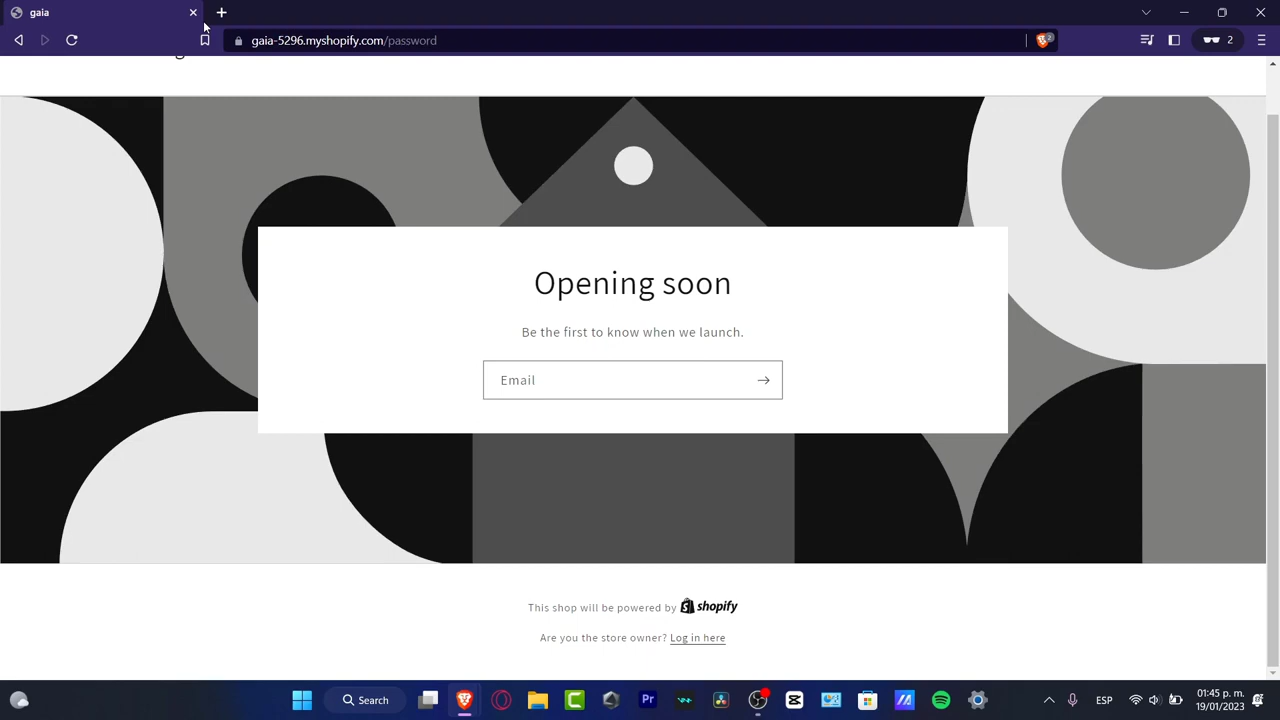 gaia
gaia-5296.myshopify.com/password
2
2
Opening soon
Be the first to know when we launch.
Email
This shop will be powered by shopify
Are you the store owner? Log in here
Search
Pr
ESP
01:45 p. m.
19/01/2023